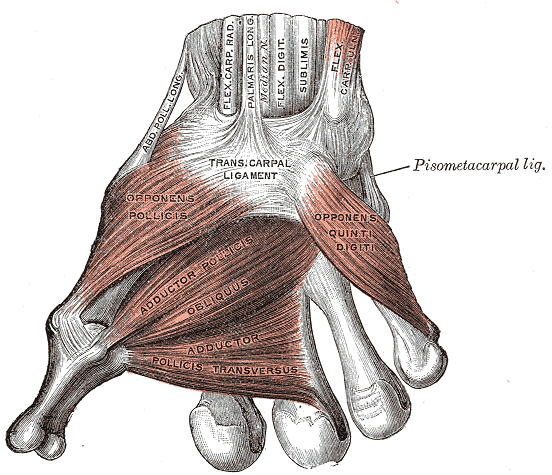 ABD. POLL. LONG.
FLEX. CARP. RAD.
PALMARIS LONG.
Median N.
FLEX. DIGIT.
SUBLIMIS
FLEX.
CARP. ULN.
TRANS. CARPAL
LIGAMENT
Pisometacarpal lig.
OPPONENS
POLLICIS
OPPONENS
QUINTI
DIGITI
ADDUCTOR POLLICIS
OBLIQUUS
ADDUCTOR
POLLICIS TRANSVERSUS